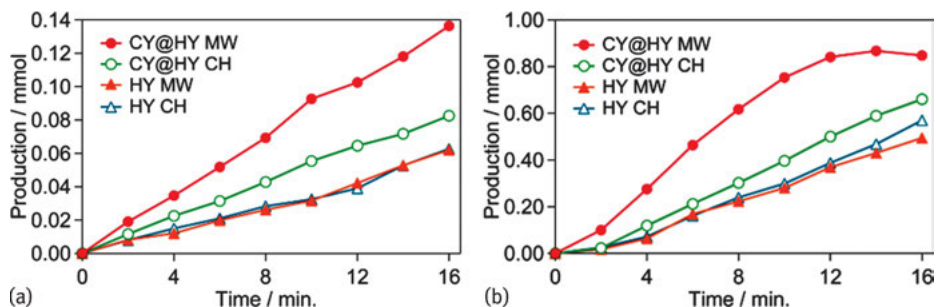 0.14
0.12
0.10
0.08
0.06
0.04
0.02
0.00
Production / mmol
CY@HY MW
CY@HY CH
HY MW
HY CH
0 4 8 12 16
Time / min.
(a)
1.00
0.80
0.60
0.40
0.20
0.00
Production / mmol
CY@HY MW
CY@HY CH
HY MW
HY CH
0 4 8 12 16
Time / min.
(b)